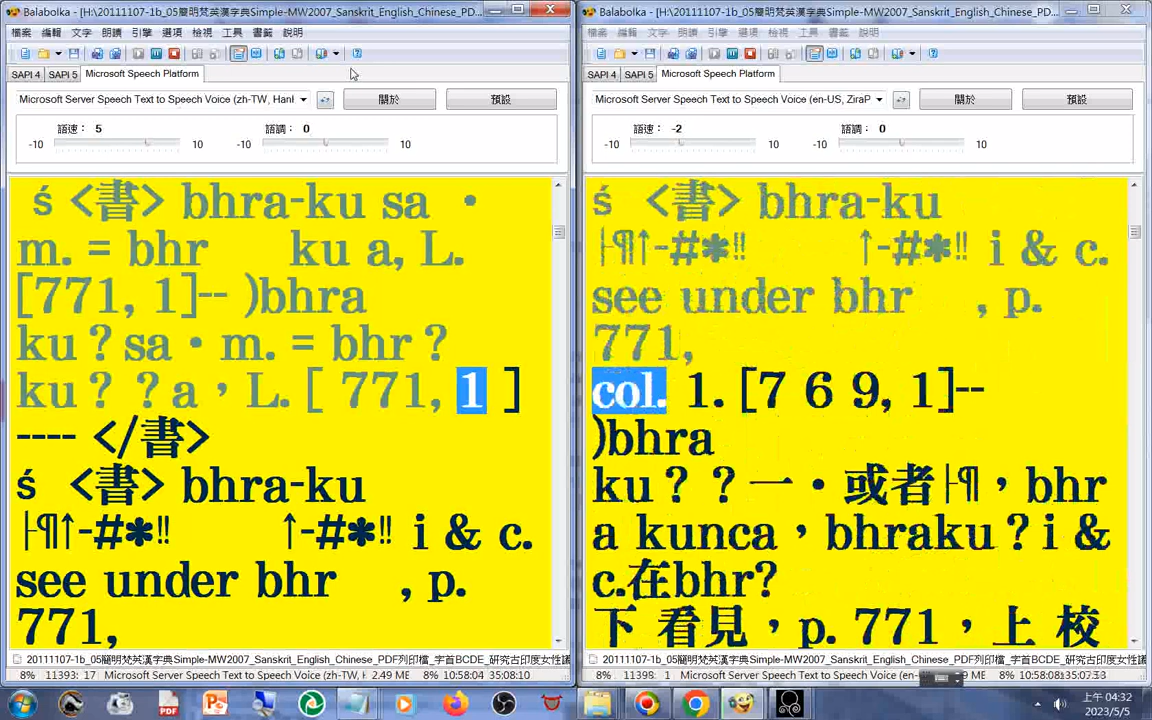 Balabolka - [H:\20111107-1b_05簡明梵英漢字典Simple-MW2007_Sanskrit_English_Chinese_PD...
檔案 編輯 文字 朗讀 引擎 選項 檢視 工具 書籤 說明
SAPI 4 SAPI 5 Microsoft Speech Platform
Microsoft Server Speech Text to Speech Voice (zh-TW, Hanl
關於 預設
語速: 5 語調: 0
-10 10 -10 10
ś <書> bhra-ku sa •
m. = bhr ku a, L.
[771, 1]-- )bhra
ku ? sa • m. = bhr ?
ku ? ? a , L. [ 771, 1 ]
---- </書>
ś <書> bhra-ku
├¶↑-#✱‼ ↑-#✱‼ i & c.
see under bhr , p.
771,
20111107-1b_05簡明梵英漢字典Simple-MW2007_Sanskrit_English_Chinese_PDF列印檔_字首BCDE_研究古印度女性議
8% 11393: 17 Microsoft Server Speech Text to Speech Voice (zh-TW, H 2.49 MB 8% 10:58:04 35:08:10
Balabolka - [H:\20111107-1b_05簡明梵英漢字典Simple-MW2007_Sanskrit_English_Chinese_PD...
檔案 編輯 文字 朗讀 引擎 選項 檢視 工具 書籤 說明
SAPI 4 SAPI 5 Microsoft Speech Platform
Microsoft Server Speech Text to Speech Voice (en-US, ZiraP
關於 預設
語速: -2 語調: 0
-10 10 -10 10
ś <書> bhra-ku
├¶↑-#✱‼ ↑-#✱‼ i & c.
see under bhr , p.
771,
col. 1. [7 6 9, 1]--
)bhra
ku ? ? 一 • 或者├¶,bhr
a kunca,bhraku ? i &
c.在bhr?
下 看見,p. 771,上 校
20111107-1b_05簡明梵英漢字典Simple-MW2007_Sanskrit_English_Chinese_PDF列印檔_字首BCDE_研究古印度女性議
8% 11398: 1 Microsoft Server Speech Text to Speech Voice (en-US, 8% 10:58:08
PDF
上午 04:32
2023/5/5